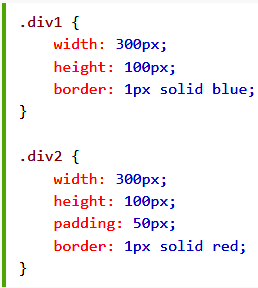 .div1 {
    width: 300px;
    height: 100px;
    border: 1px solid blue;
}

.div2 {
    width: 300px;
    height: 100px;
    padding: 50px;
    border: 1px solid red;
}